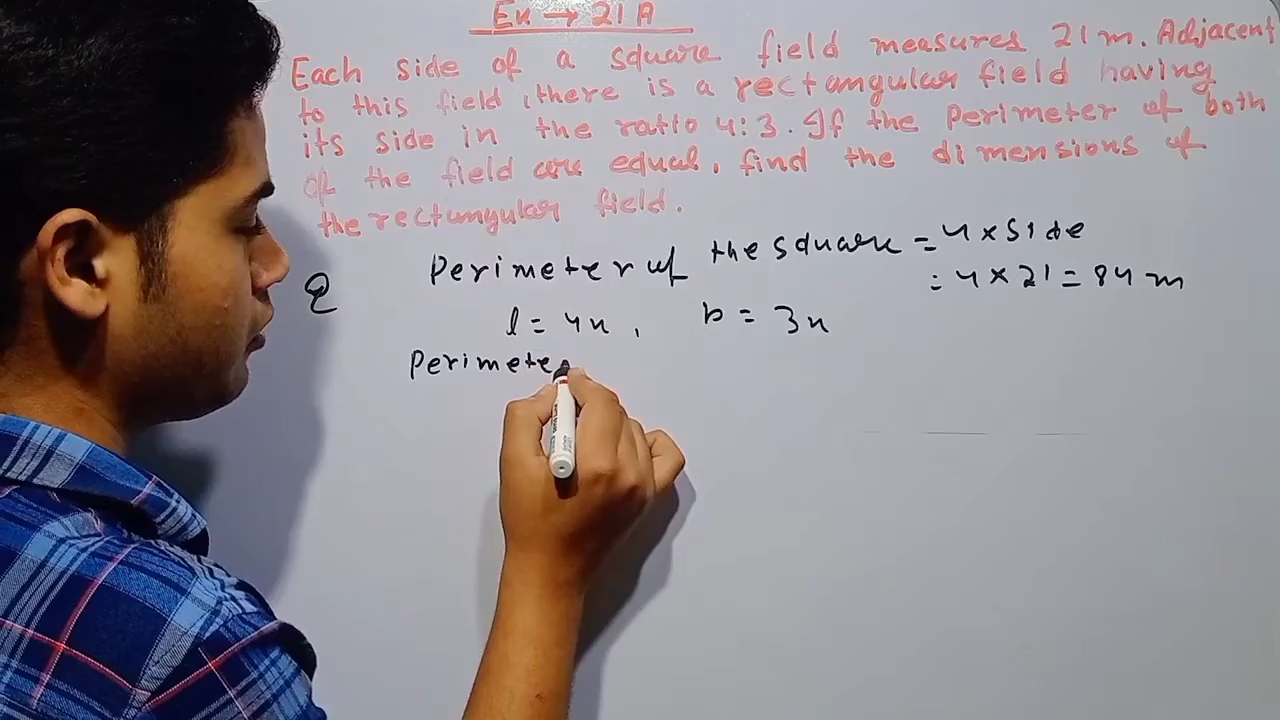 Ex → 21A
Each side of a square field measures 21 m. Adjacent
to this field, there is a rectangular field having
its side in the ratio 4:3. If the Perimeter of both
of the field are equal, find the dimensions of
the rectangular field.
Perimeter of the square = 4 × Side
= 4 × 21 = 84 m
l = 4x, b = 3x
Perimete